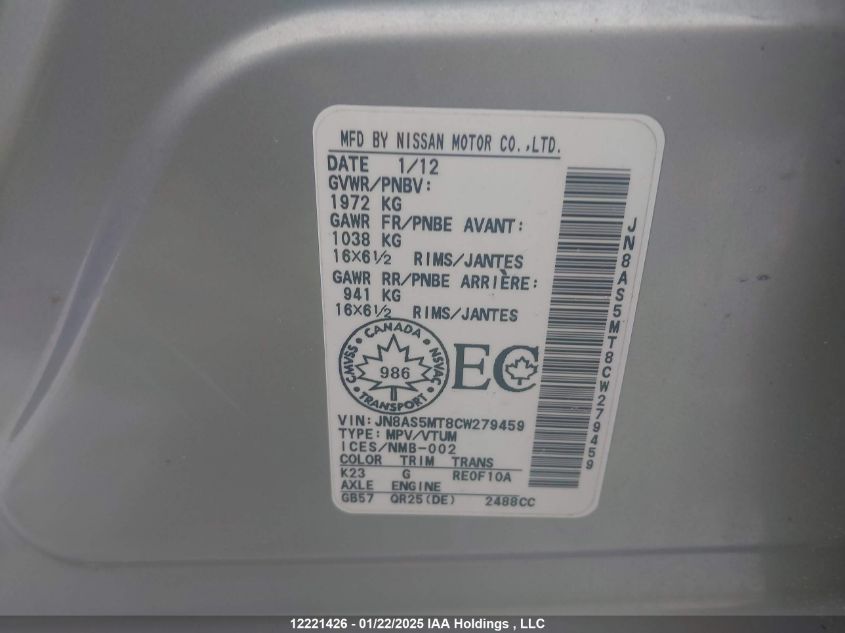 MFD BY NISSAN MOTOR CO.,LTD.
DATE 1/12
GVWR/PNBV:
1972 KG
GAWR FR/PNBE AVANT:
1038 KG
16X6½ RIMS/JANTES
GAWR RR/PNBE ARRIÈRE:
941 KG
16X6½ RIMS/JANTES
CANADA
CMVSS
NSVAC
986
TRANSPORT
EC
VIN: JN8AS5MT8CW279459
TYPE: MPV/VTUM
ICES/NMB-002
COLOR TRIM TRANS
K23 G RE0F10A
AXLE ENGINE
GB57 QR25(DE) 2488CC
JN8AS5MT8CW279459
12221426 - 01/22/2025 IAA Holdings , LLC